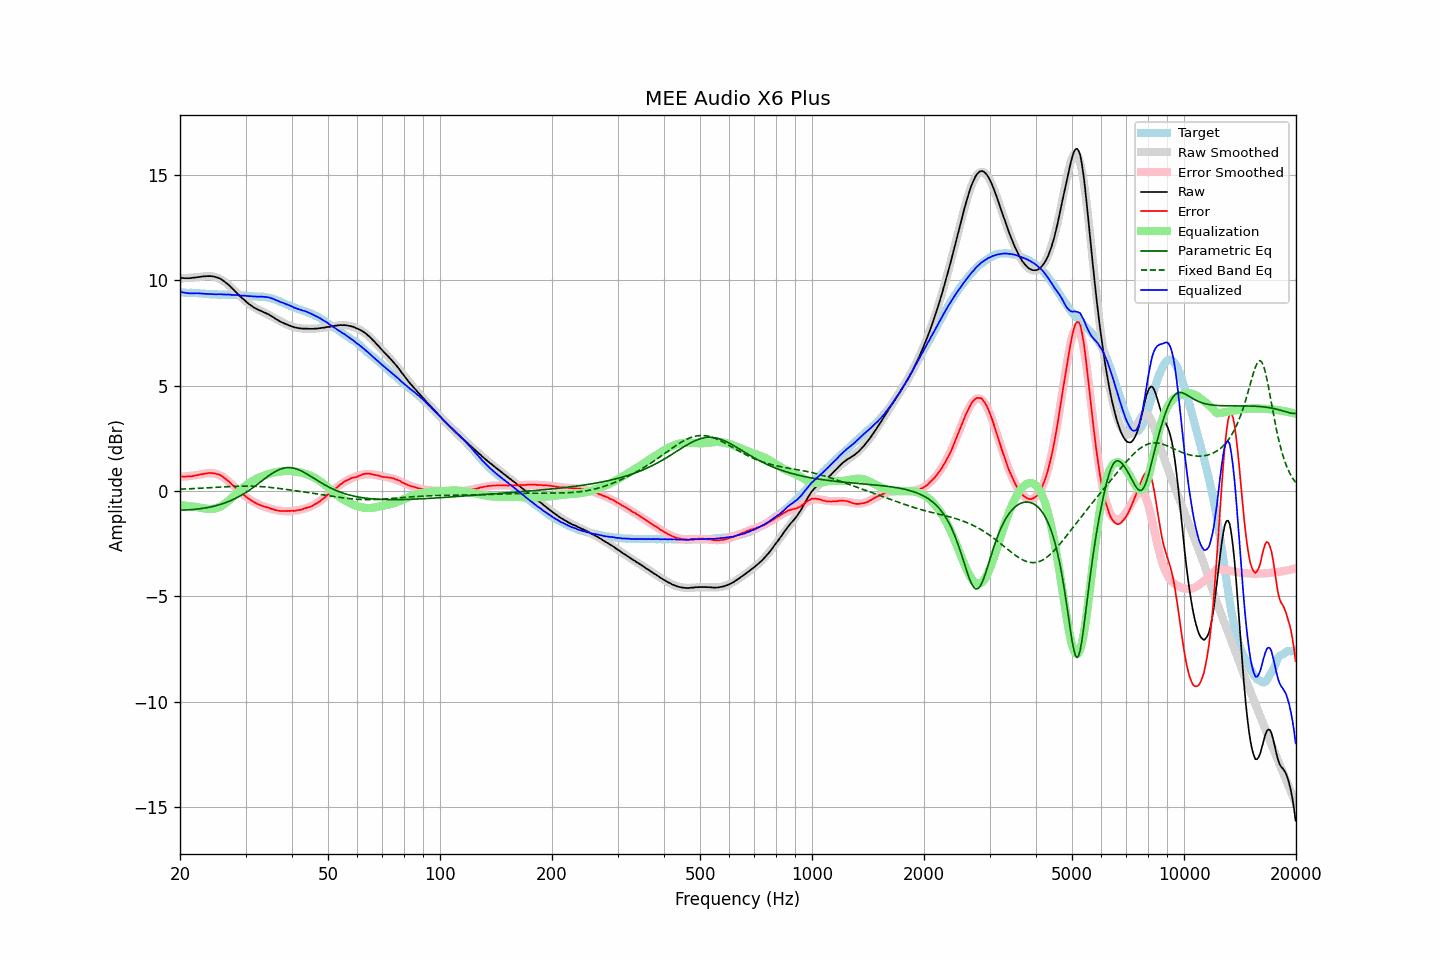 MEE Audio X6 Plus
Amplitude (dBr)
15
10
5
0
−5
−10
−15
20
50
100
200
500
1000
2000
5000
10000
20000
Frequency (Hz)
Target
Raw Smoothed
Error Smoothed
Raw
Error
Equalization
Parametric Eq
Fixed Band Eq
Equalized